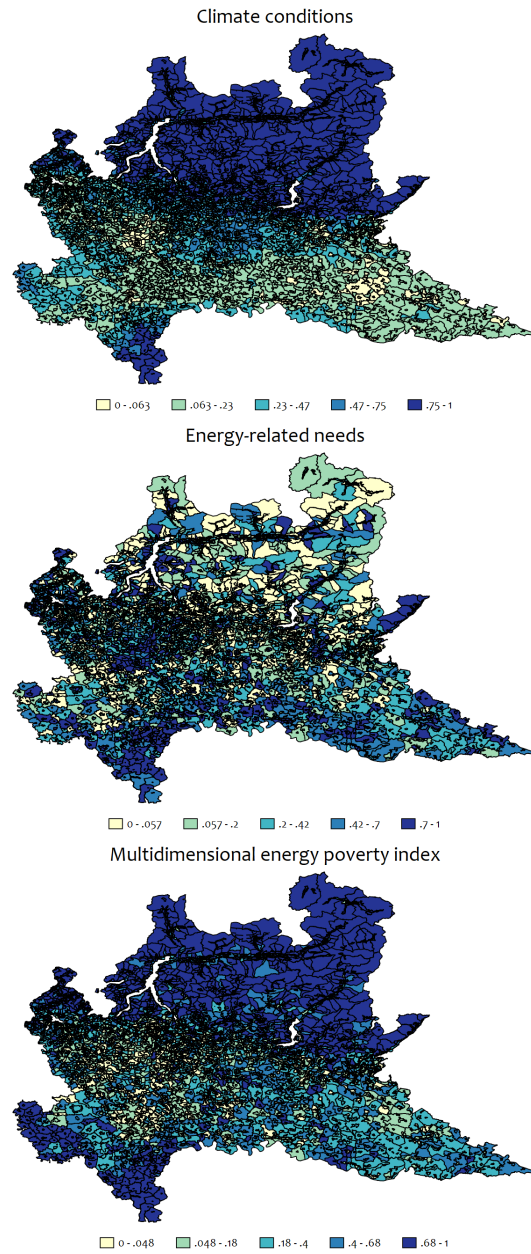 Climate conditions
0 - .063 .063 - .23 .23 - .47 .47 - .75 .75 - 1
Energy-related needs
0 - .057 .057 - .2 .2 - .42 .42 - .7 .7 - 1
Multidimensional energy poverty index
0 - .048 .048 - .18 .18 - .4 .4 - .68 .68 - 1